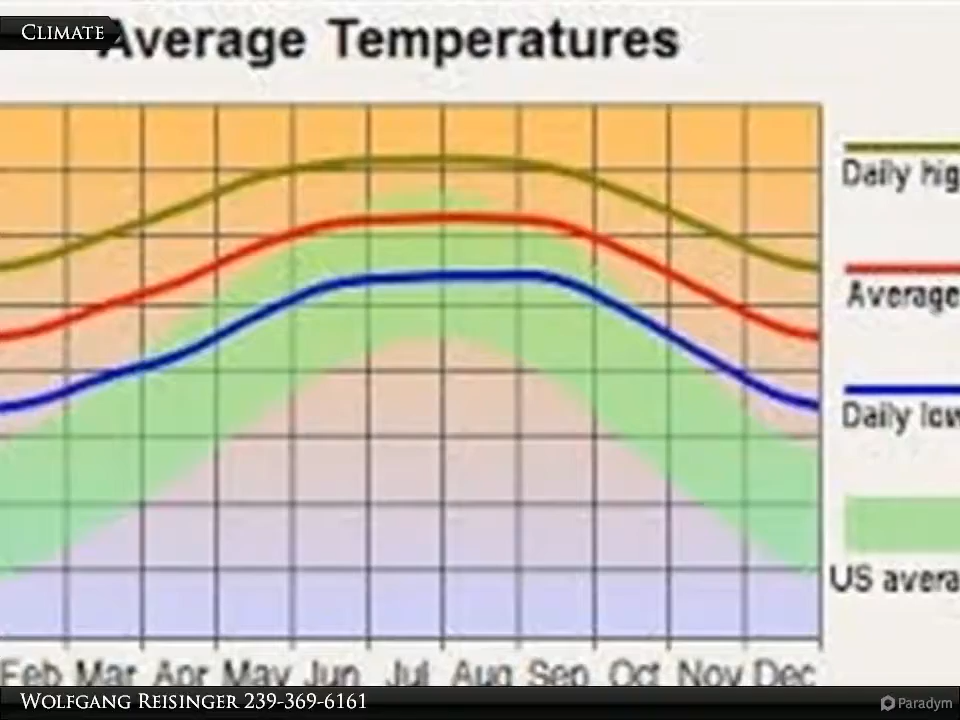 CLIMATE
Average Temperatures
Daily hig
Average
Daily low
US avera
Feb Mar Apr May Jun Jul Aug Sep Oct Nov Dec
WOLFGANG REISINGER 239-369-6161
Paradym